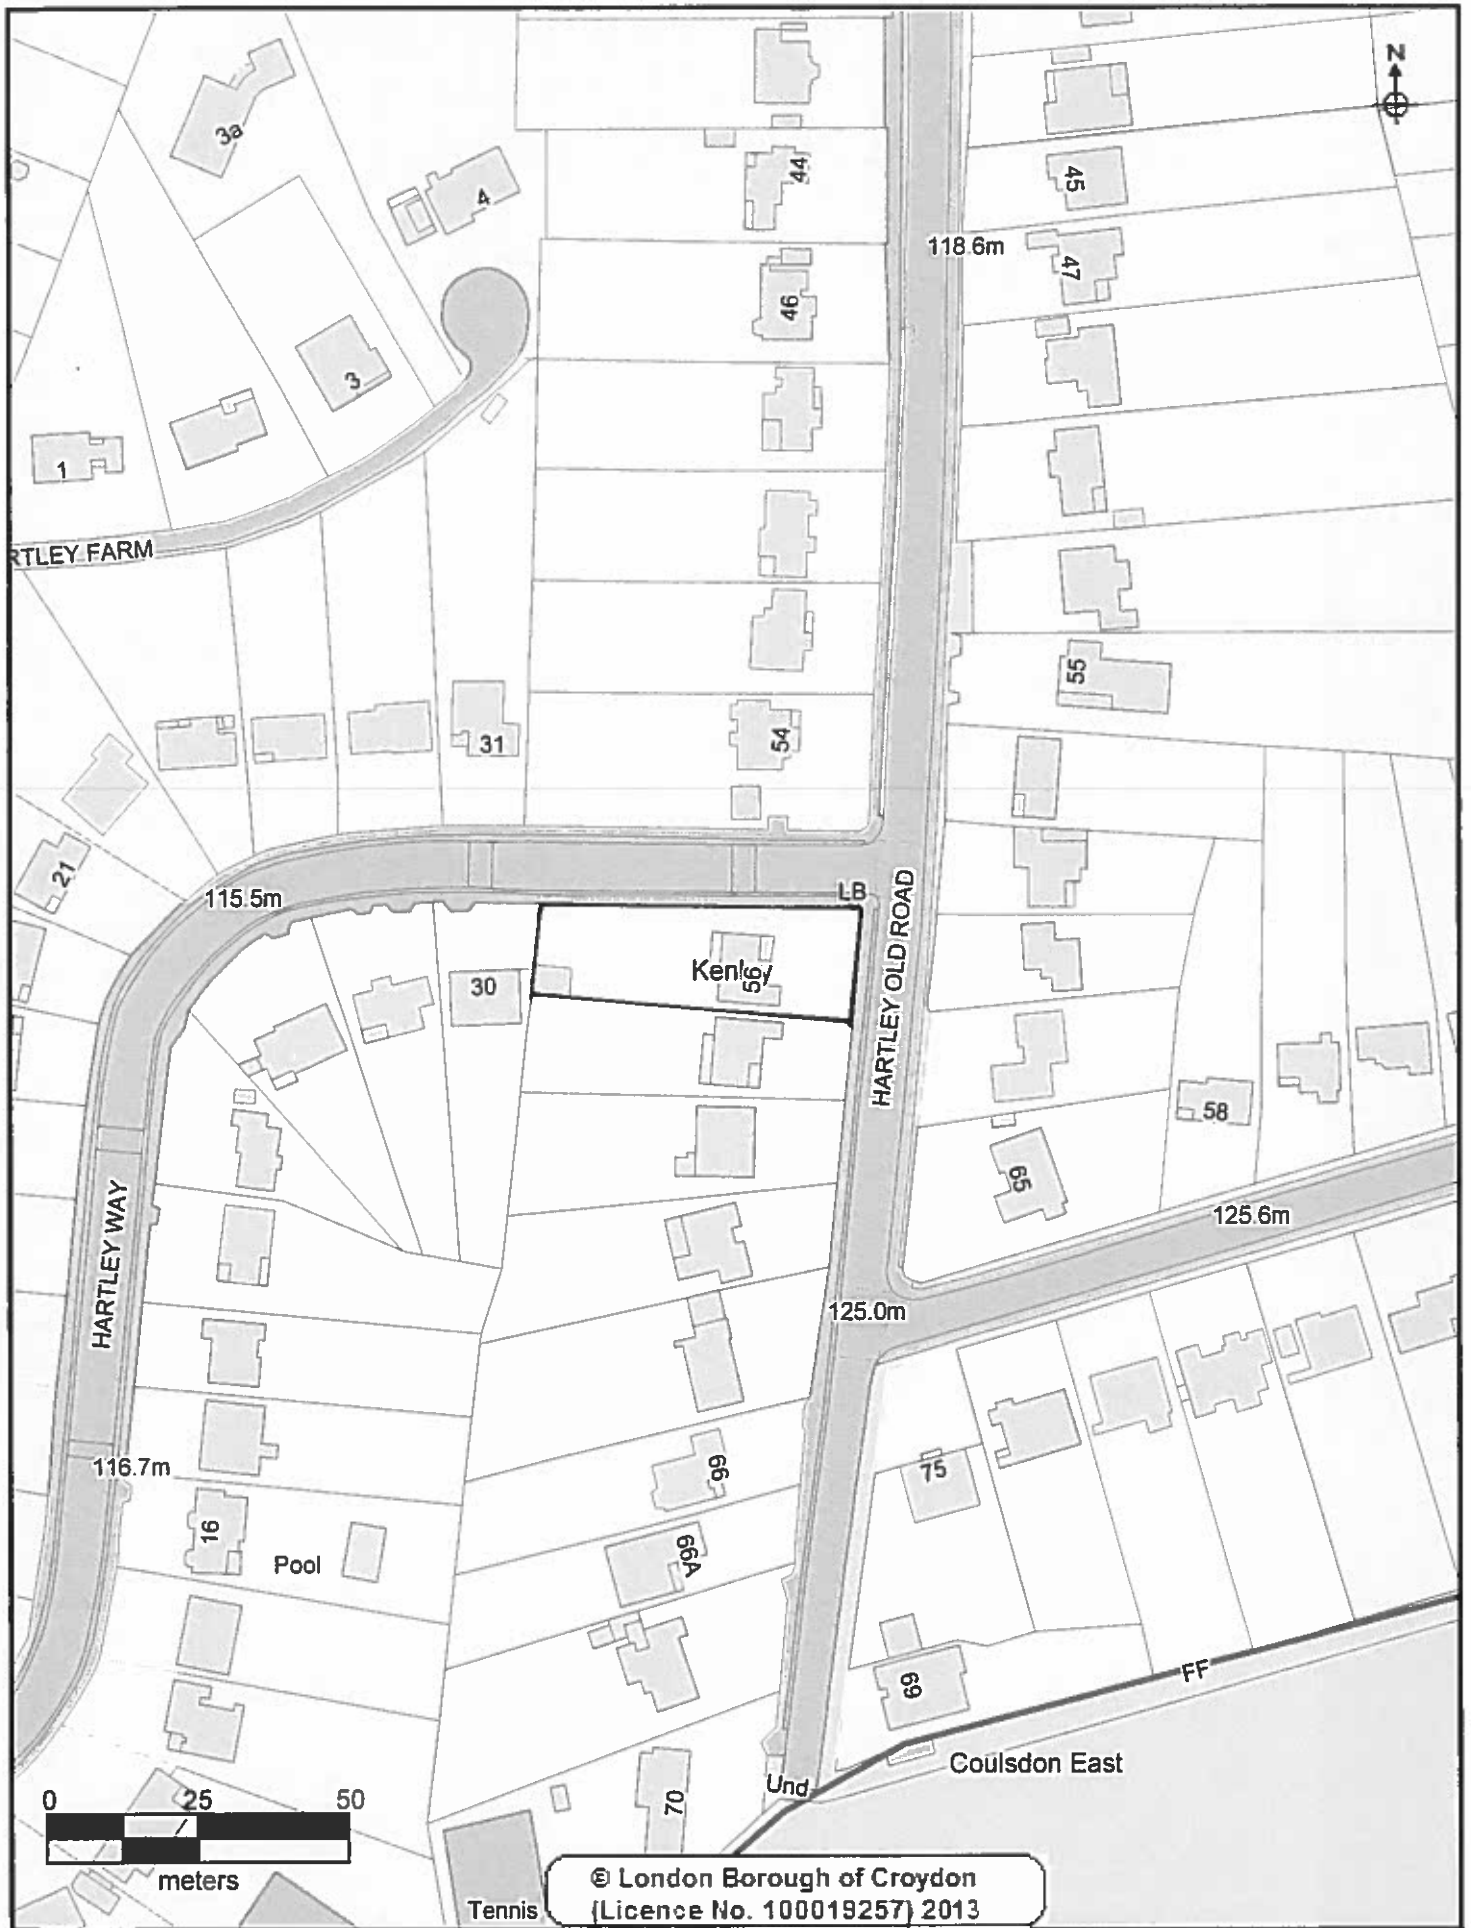 N
3a
4
44
45
118.6m
47
46
3
1
RTLEY FARM
55
31
54
21
115.5m
LB
HARTLEY OLD ROAD
30
Kenley
56
58
65
125.6m
HARTLEY WAY
125.0m
116.7m
66
75
16
Pool
66A
FF
69
Coulsdon East
Und
70
0 25 50
meters
Tennis
© London Borough of Croydon
(Licence No. 100019257) 2013